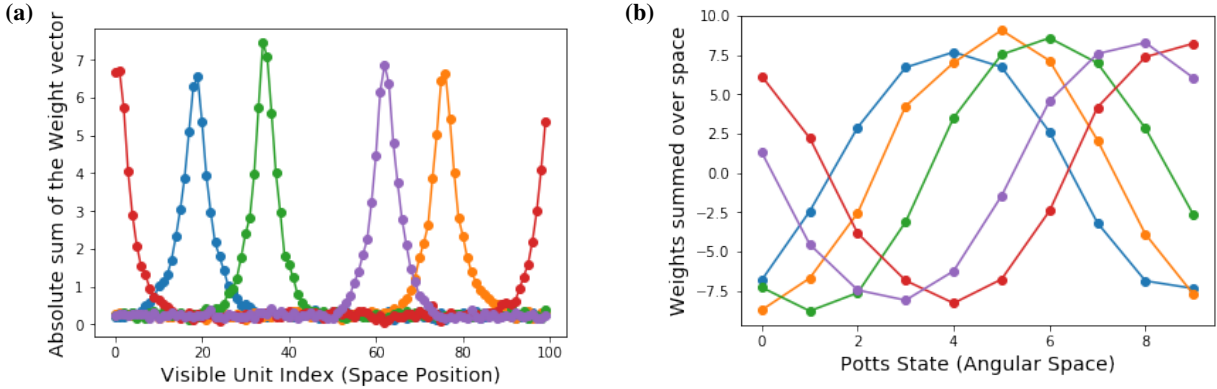 (a)
Absolute sum of the Weight vector
7
6
5
4
3
2
1
0
0 20 40 60 80 100
Visible Unit Index (Space Position)
(b)
Weights summed over space
10.0
7.5
5.0
2.5
0.0
−2.5
−5.0
−7.5
0 2 4 6 8
Potts State (Angular Space)